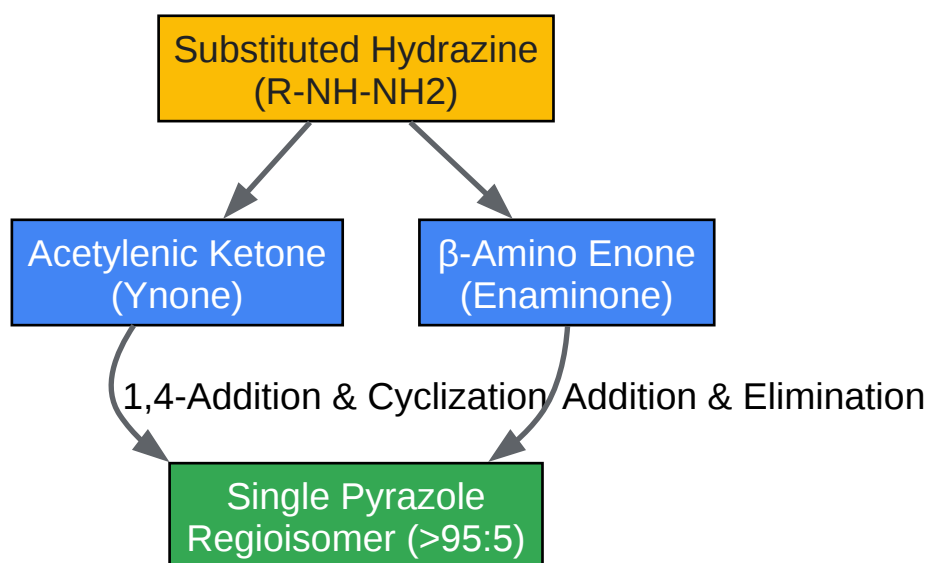 Substituted Hydrazine
(R-NH-NH2)
Acetylenic Ketone
(Ynone)
β-Amino Enone
(Enaminone)
1,4-Addition & Cyclization
Addition & Elimination
Single Pyrazole
Regioisomer (>95:5)